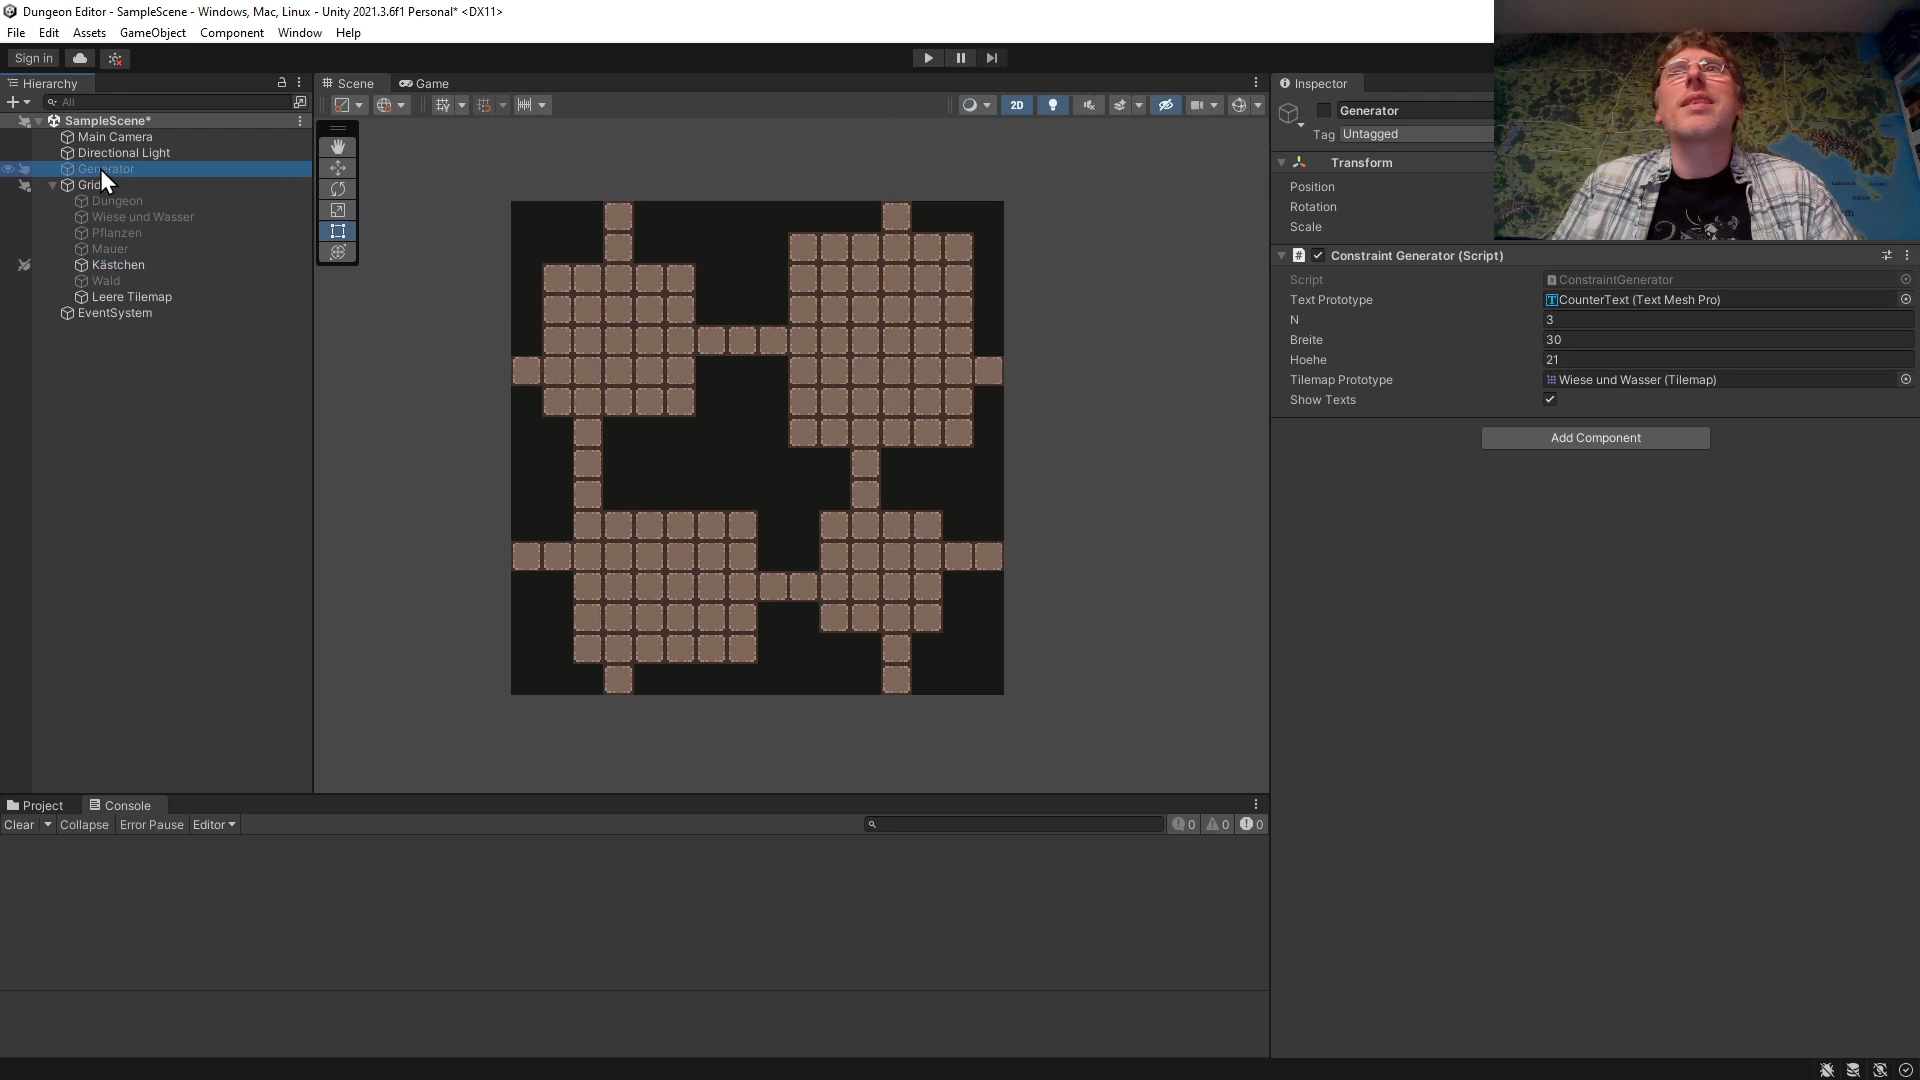 Dungeon Editor - SampleScene - Windows, Mac, Linux - Unity 2021.3.6f1 Personal* <DX11>
File Edit Assets GameObject Component Window Help
Sign in
Hierarchy
All
SampleScene*
Main Camera
Directional Light
Generator
Grid
Dungeon
Wiese und Wasser
Pflanzen
Mauer
Kästchen
Wald
Leere Tilemap
EventSystem
Scene Game
2D
Inspector
Generator
Tag Untagged
Transform
Position
Rotation
Scale
Constraint Generator (Script)
Script ConstraintGenerator
Text Prototype CounterText (Text Mesh Pro)
N 3
Breite 30
Hoehe 21
Tilemap Prototype Wiese und Wasser (Tilemap)
Show Texts
Add Component
Project Console
Clear Collapse Error Pause Editor
0 0 0